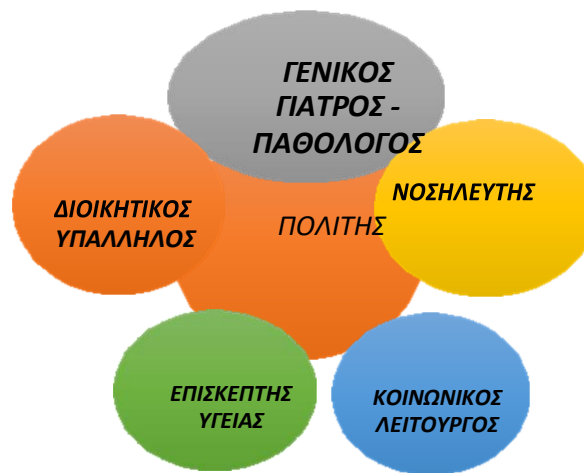 ΓΕΝΙΚΟΣ
ΓΙΑΤΡΟΣ -
ΠΑΘΟΛΟΓΟΣ
ΝΟΣΗΛΕΥΤΗΣ
ΔΙΟΙΚΗΤΙΚΟΣ
ΥΠΑΛΛΗΛΟΣ
ΠΟΛΙΤΗΣ
ΕΠΙΣΚΕΠΤΗΣ
ΥΓΕΙΑΣ
ΚΟΙΝΩΝΙΚΟΣ
ΛΕΙΤΟΥΡΓΟΣ